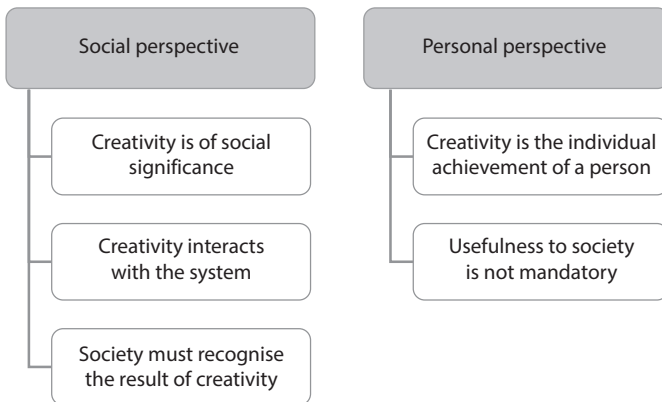 Social perspective
Creativity is of social
significance
Creativity interacts
with the system
Society must recognise
the result of creativity
Personal perspective
Creativity is the individual
achievement of a person
Usefulness to society
is not mandatory